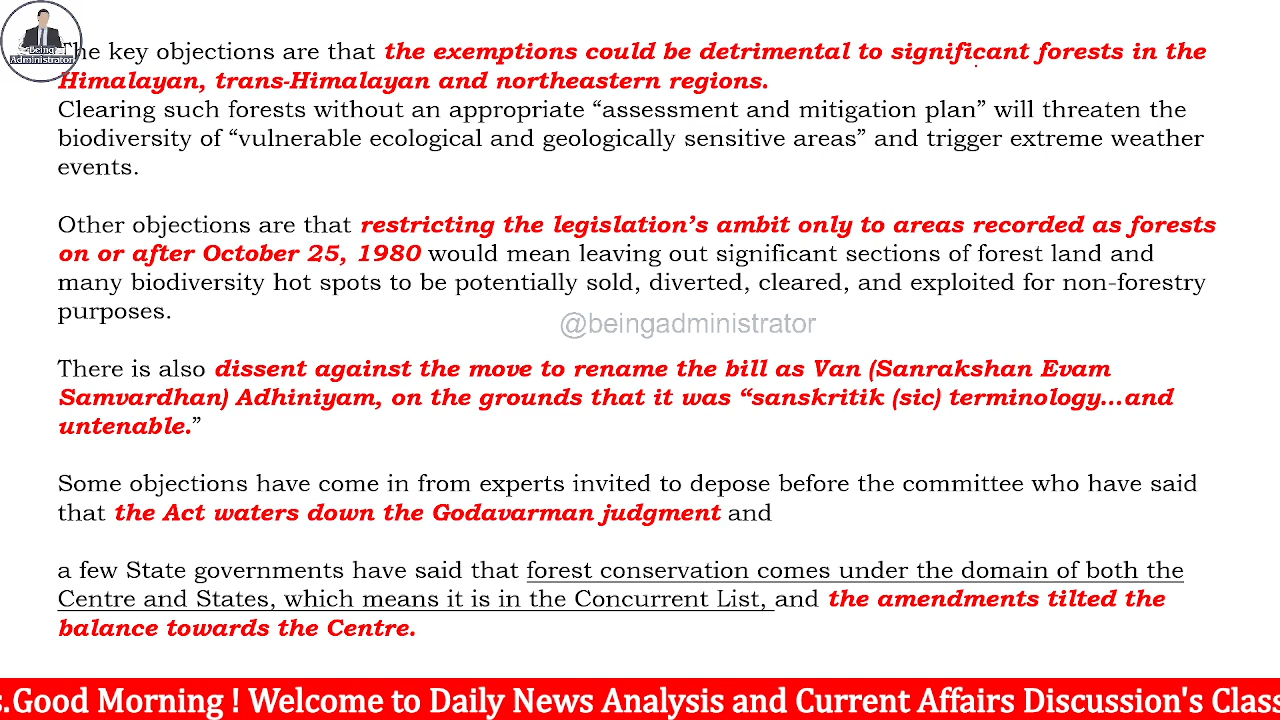 Being
Administrator
The key objections are that the exemptions could be detrimental to significant forests in the
Himalayan, trans-Himalayan and northeastern regions.
Clearing such forests without an appropriate “assessment and mitigation plan” will threaten the
biodiversity of “vulnerable ecological and geologically sensitive areas” and trigger extreme weather
events.
Other objections are that restricting the legislation’s ambit only to areas recorded as forests
on or after October 25, 1980 would mean leaving out significant sections of forest land and
many biodiversity hot spots to be potentially sold, diverted, cleared, and exploited for non-forestry
purposes.
@beingadministrator
There is also dissent against the move to rename the bill as Van (Sanrakshan Evam
Samvardhan) Adhiniyam, on the grounds that it was “sanskritik (sic) terminology…and
untenable.”
Some objections have come in from experts invited to depose before the committee who have said
that the Act waters down the Godavarman judgment and
a few State governments have said that forest conservation comes under the domain of both the
Centre and States, which means it is in the Concurrent List, and the amendments tilted the
balance towards the Centre.
s.Good Morning ! Welcome to Daily News Analysis and Current Affairs Discussion's Clas